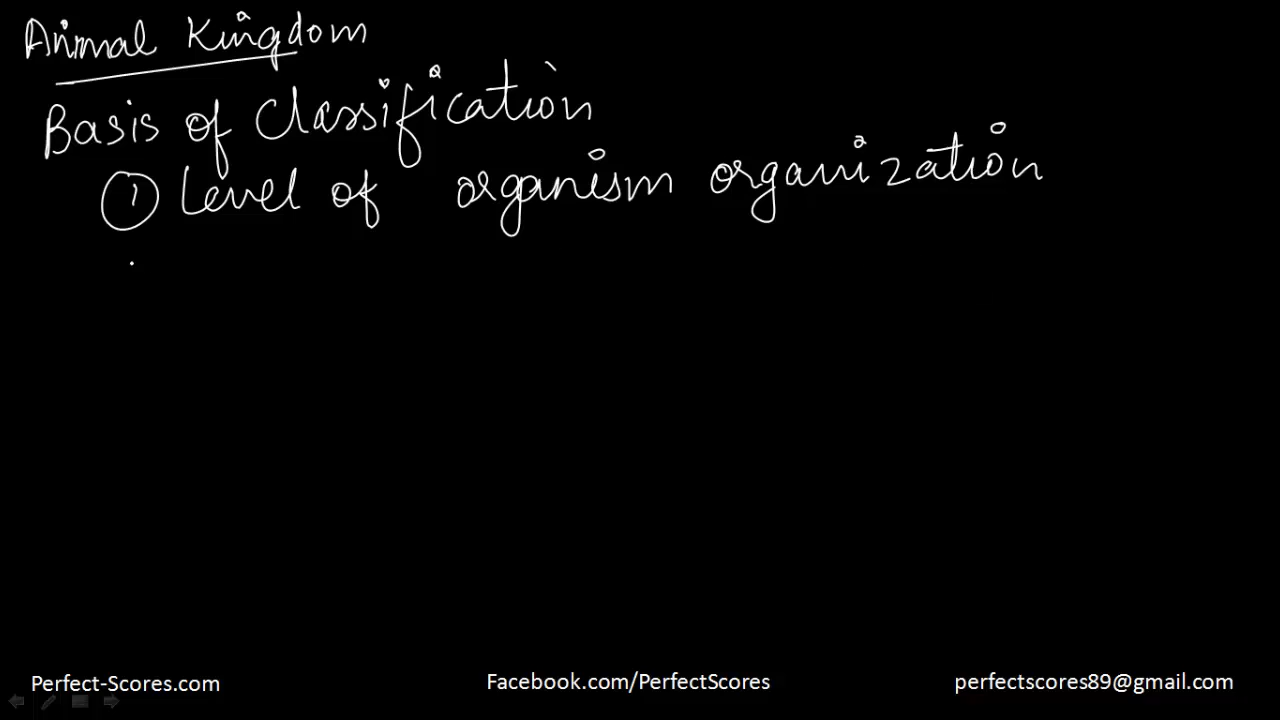 Animal Kingdom
Basis of Classification
① Level of organism organization
Perfect-Scores.com
Facebook.com/PerfectScores
perfectscores89@gmail.com